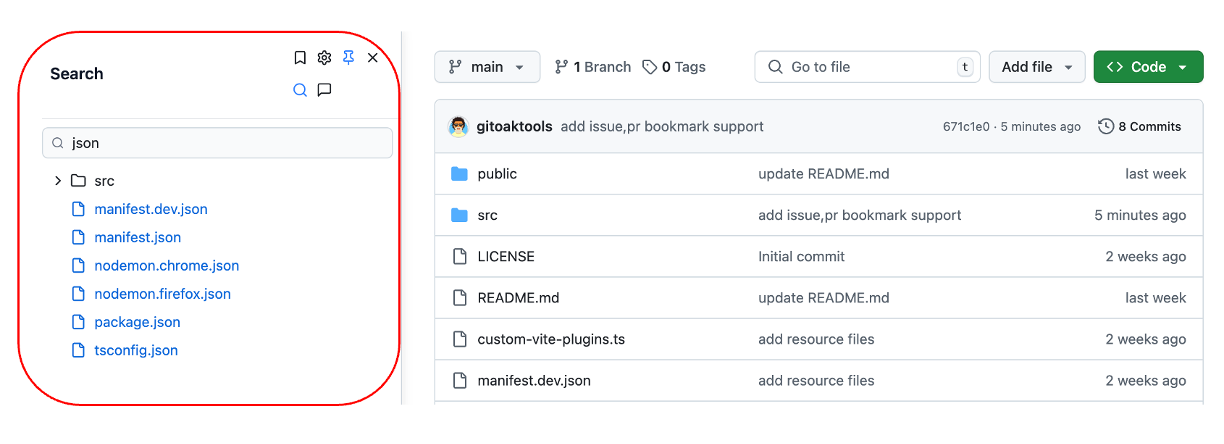 Search
json
src
manifest.dev.json
manifest.json
nodemon.chrome.json
nodemon.firefox.json
package.json
tsconfig.json
main 1 Branch 0 Tags Go to file t Add file Code
gitoaktools add issue,pr bookmark support 671c1e0 · 5 minutes ago 8 Commits
public update README.md last week
src add issue,pr bookmark support 5 minutes ago
LICENSE Initial commit 2 weeks ago
README.md update README.md last week
custom-vite-plugins.ts add resource files 2 weeks ago
manifest.dev.json add resource files 2 weeks ago